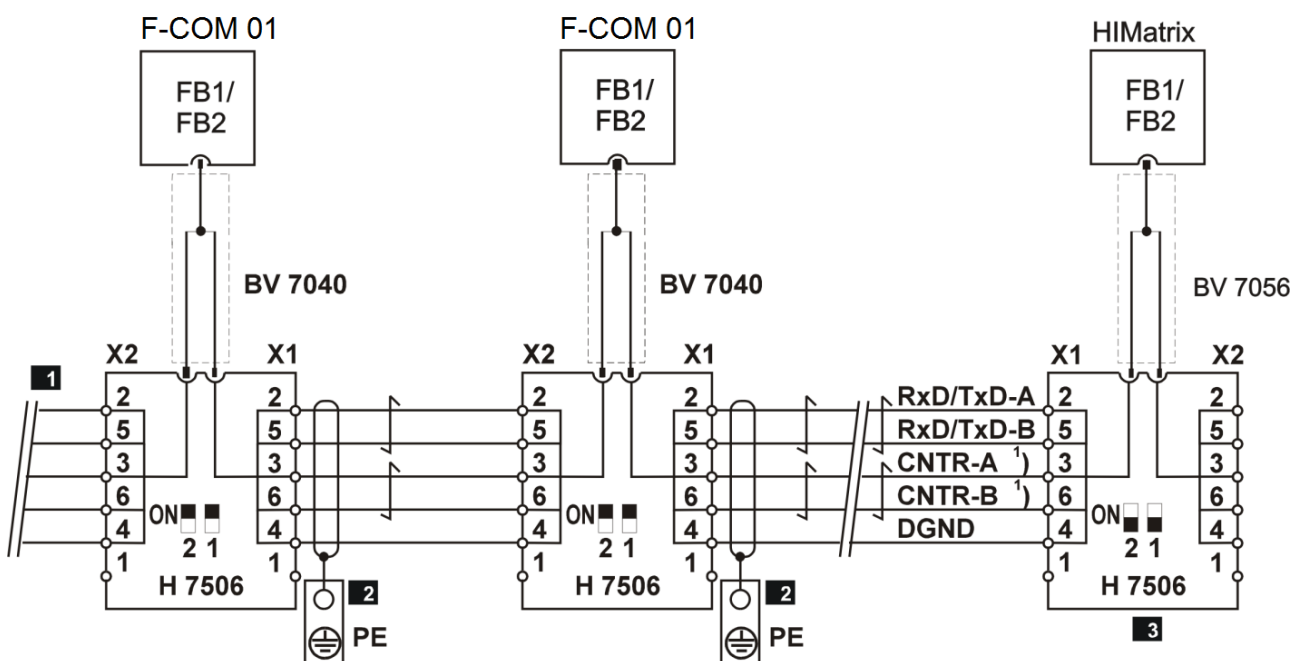 F-COM 01
F-COM 01
HIMatrix
FB1/
FB2
FB1/
FB2
FB1/
FB2
BV 7040
BV 7040
BV 7056
X2
X1
X2
X1
X1
X2
1
2
5
3
6
4
1
2
5
3
6
4
1
2
5
3
6
4
1
2
5
3
6
4
1
RxD/TxD-A
RxD/TxD-B
CNTR-A 1)
CNTR-B 1)
DGND
2
5
3
6
4
1
2
5
3
6
4
1
ON
2 1
ON
2 1
ON
2 1
H 7506
H 7506
H 7506
2
PE
2
PE
3